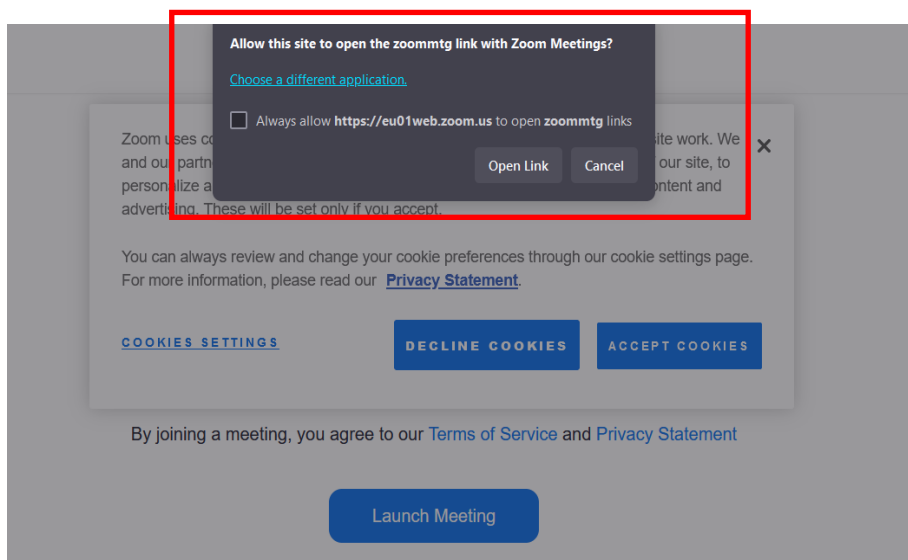 Allow this site to open the zoommtg link with Zoom Meetings?
Choose a different application.
Always allow https://eu01web.zoom.us to open zoommtg links
Open Link
Cancel
Zoom uses ite work. We
and our partn our site, to
personalize ntent and
advertising. These will be set only if you accept.
You can always review and change your cookie preferences through our cookie settings page.
For more information, please read our Privacy Statement.
COOKIES SETTINGS
DECLINE COOKIES
ACCEPT COOKIES
By joining a meeting, you agree to our Terms of Service and Privacy Statement
Launch Meeting